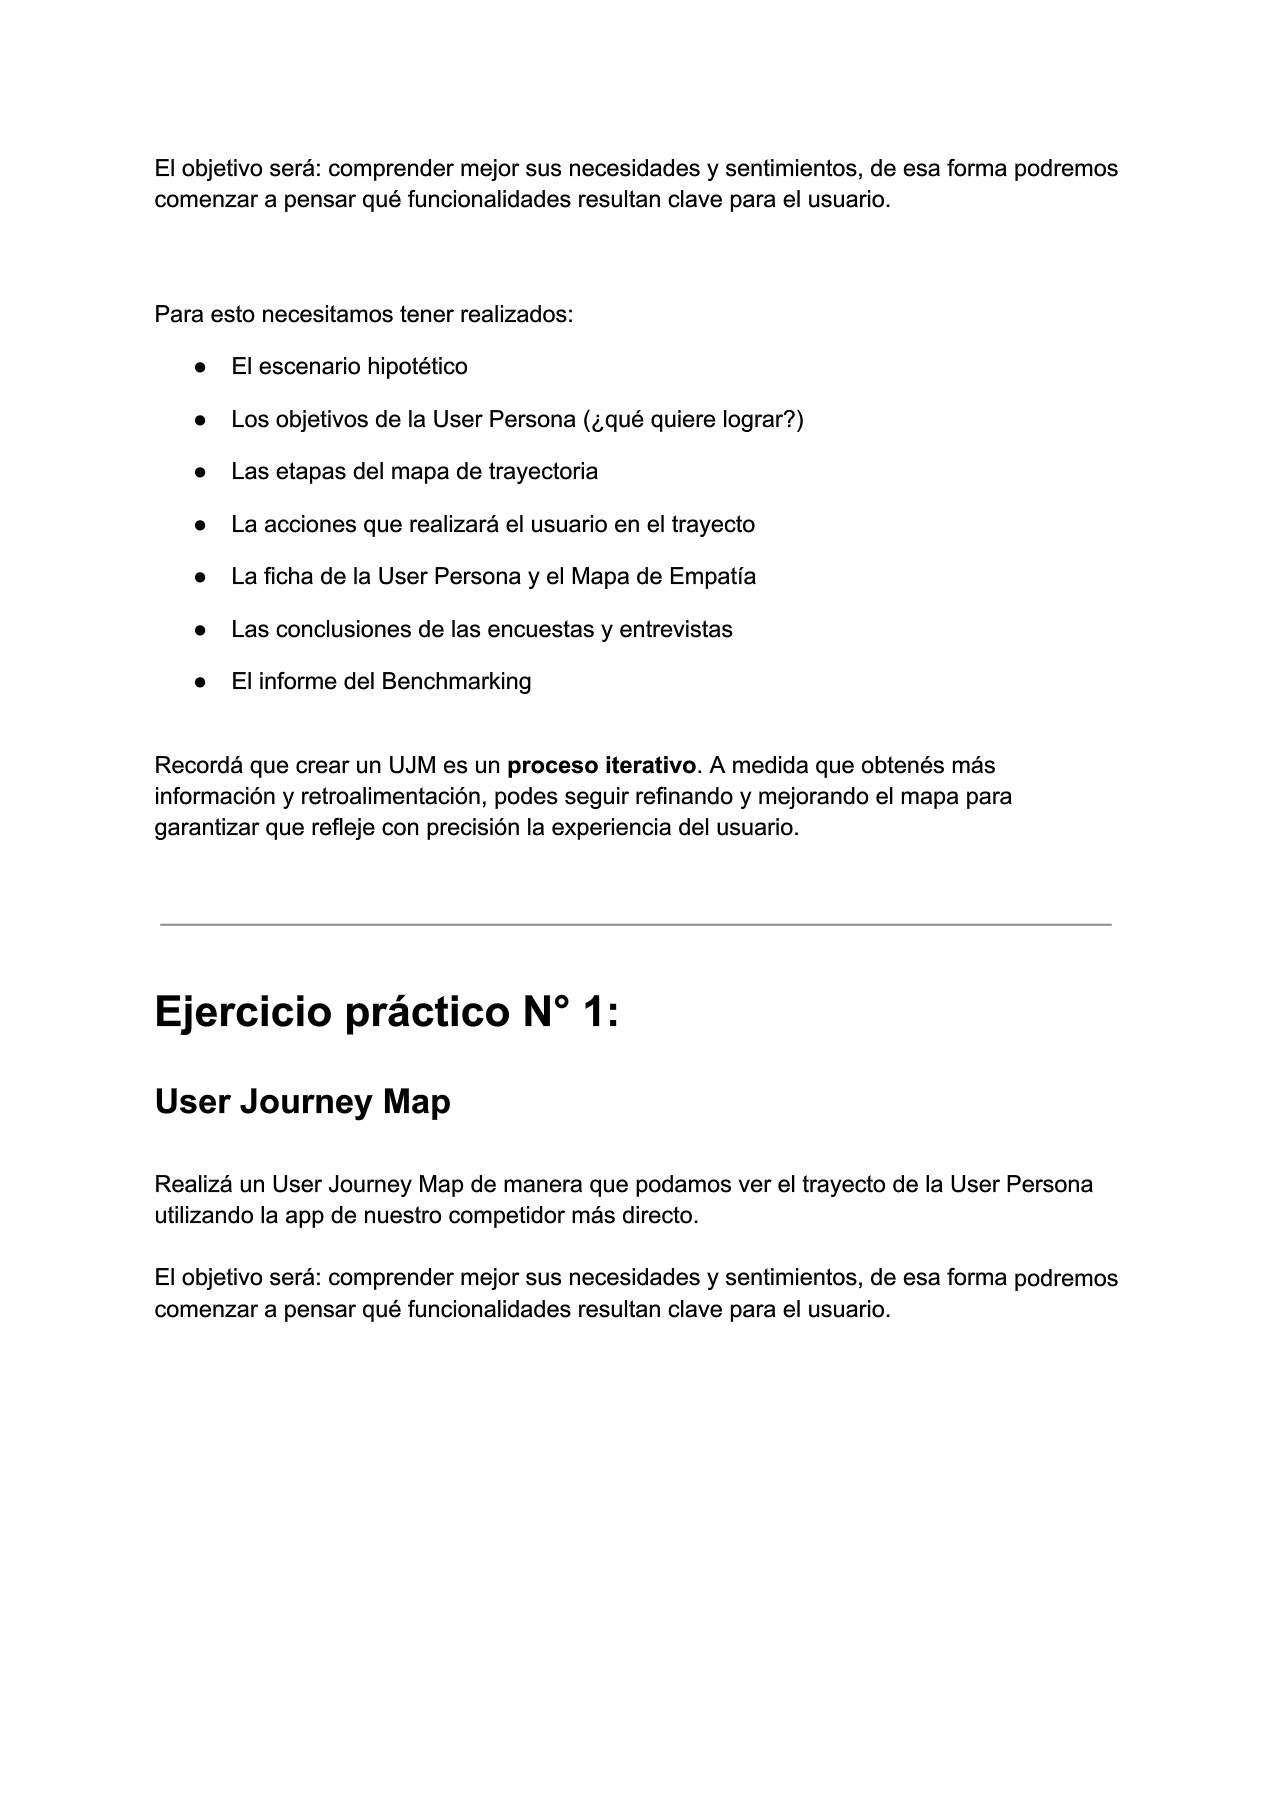 El objetivo será: comprender mejor sus necesidades y sentimientos, de esa forma podremos
comenzar a pensar qué funcionalidades resultan clave para el usuario.
Para esto necesitamos tener realizados:
● El escenario hipotético
● Los objetivos de la User Persona (¿qué quiere lograr?)
● Las etapas del mapa de trayectoria
● La acciones que realizará el usuario en el trayecto
● La ficha de la User Persona y el Mapa de Empatía
● Las conclusiones de las encuestas y entrevistas
● El informe del Benchmarking
Recordá que crear un UJM es un proceso iterativo. A medida que obtenés más
información y retroalimentación, podes seguir refinando y mejorando el mapa para
garantizar que refleje con precisión la experiencia del usuario.
Ejercicio práctico N° 1:
User Journey Map
Realizá un User Journey Map de manera que podamos ver el trayecto de la User Persona
utilizando la app de nuestro competidor más directo.
El objetivo será: comprender mejor sus necesidades y sentimientos, de esa forma podremos
comenzar a pensar qué funcionalidades resultan clave para el usuario.